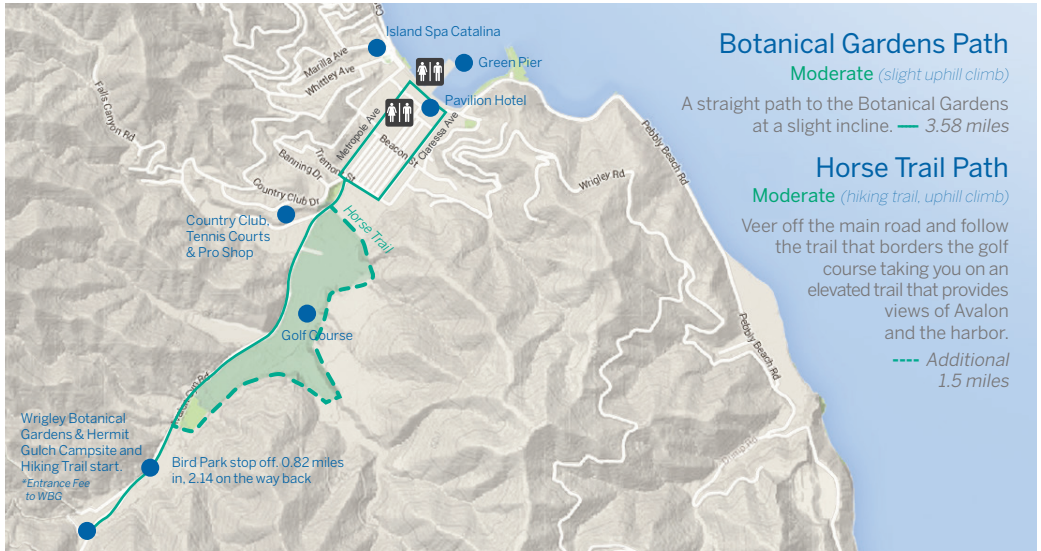 Island Spa Catalina
Green Pier
Marilla Ave
Whittley Ave
Pavilion Hotel
Falls Canyon Rd
Metropole Ave
Beacon St
Claressa Ave
Tremont St
Banning Dr
Country Club Dr
Wrigley Rd
Pebbly Beach Rd
Country Club,
Tennis Courts
& Pro Shop
Horse Trail
Golf Course
Pebbly Beach Rd
Wrigley Botanical
Gardens & Hermit
Gulch Campsite and
Hiking Trail start.
*Entrance Fee
to WBG
Bird Park stop off. 0.82 miles
in, 2.14 on the way back
Botanical Gardens Path
Moderate (slight uphill climb)
A straight path to the Botanical Gardens
at a slight incline. 3.58 miles
Horse Trail Path
Moderate (hiking trail, uphill climb)
Veer off the main road and follow
the trail that borders the golf
course taking you on an
elevated trail that provides
views of Avalon
and the harbor.
Additional
1.5 miles